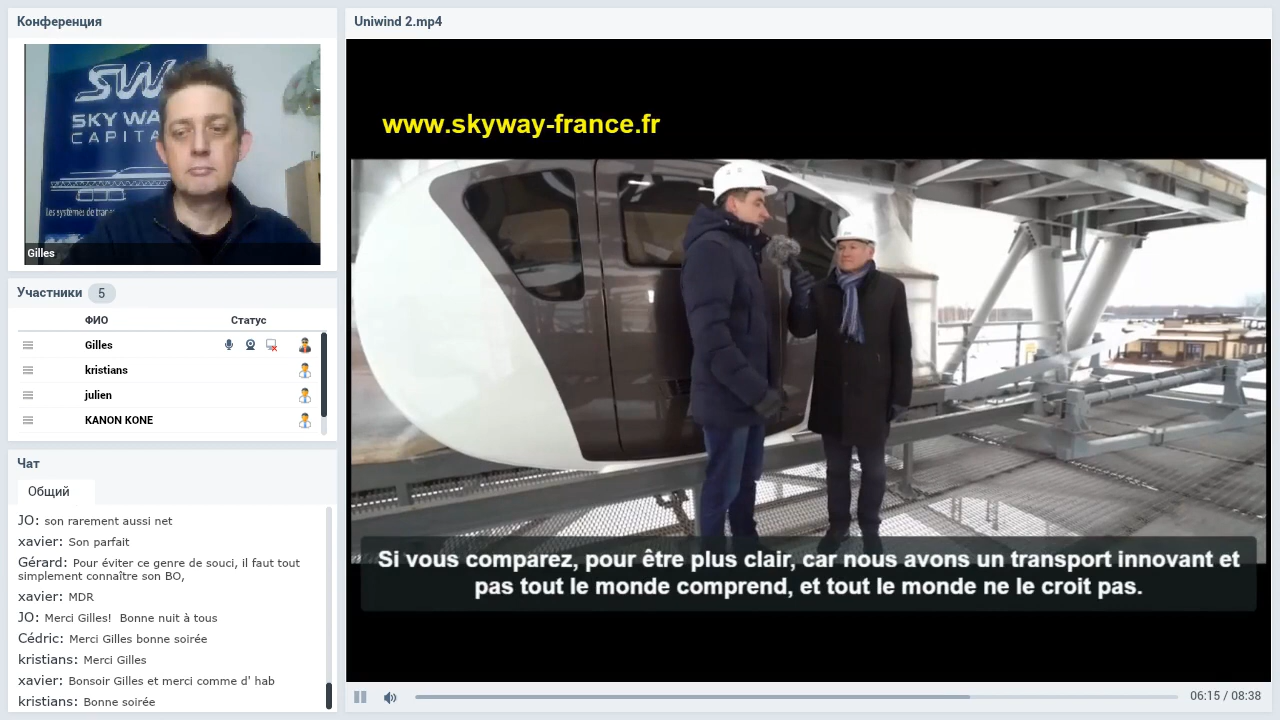 Конференция
SW
SKY WA
CAPITA
Gilles
Участники 5
ФИО Статус
Gilles
kristians
julien
KANON KONE
Чат
Общий
JO: son rarement aussi net
xavier: Son parfait
Gérard: Pour éviter ce genre de souci, il faut tout
simplement connaître son BO,
xavier: MDR
JO: Merci Gilles!  Bonne nuit à tous
Cédric: Merci Gilles bonne soirée
kristians: Merci Gilles
xavier: Bonsoir Gilles et merci comme d' hab
kristians: Bonne soirée
Uniwind 2.mp4
www.skyway-france.fr
Si vous comparez, pour être plus clair, car nous avons un transport innovant et
pas tout le monde comprend, et tout le monde ne le croit pas.
06:15 / 08:38